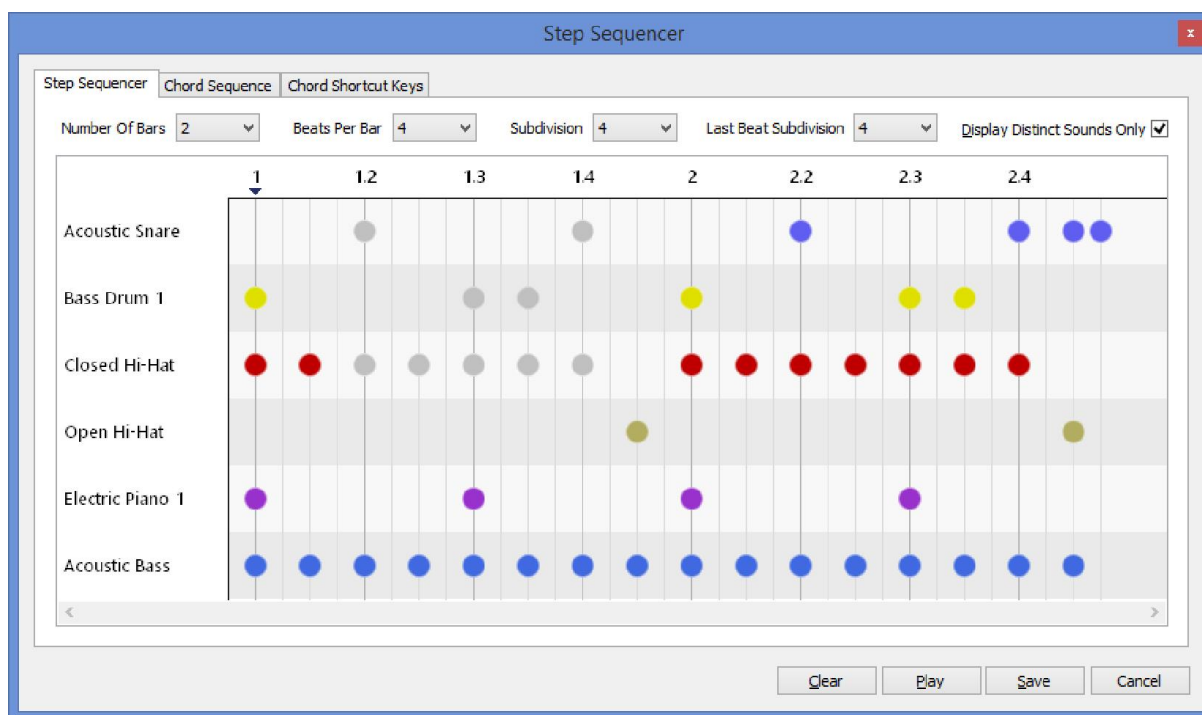 Step Sequencer
x
Step Sequencer Chord Sequence Chord Shortcut Keys
Number Of Bars 2 Beats Per Bar 4 Subdivision 4 Last Beat Subdivision 4 Display Distinct Sounds Only
1 1.2 1.3 1.4 2 2.2 2.3 2.4
Acoustic Snare
Bass Drum 1
Closed Hi-Hat
Open Hi-Hat
Electric Piano 1
Acoustic Bass
Clear Play Save Cancel